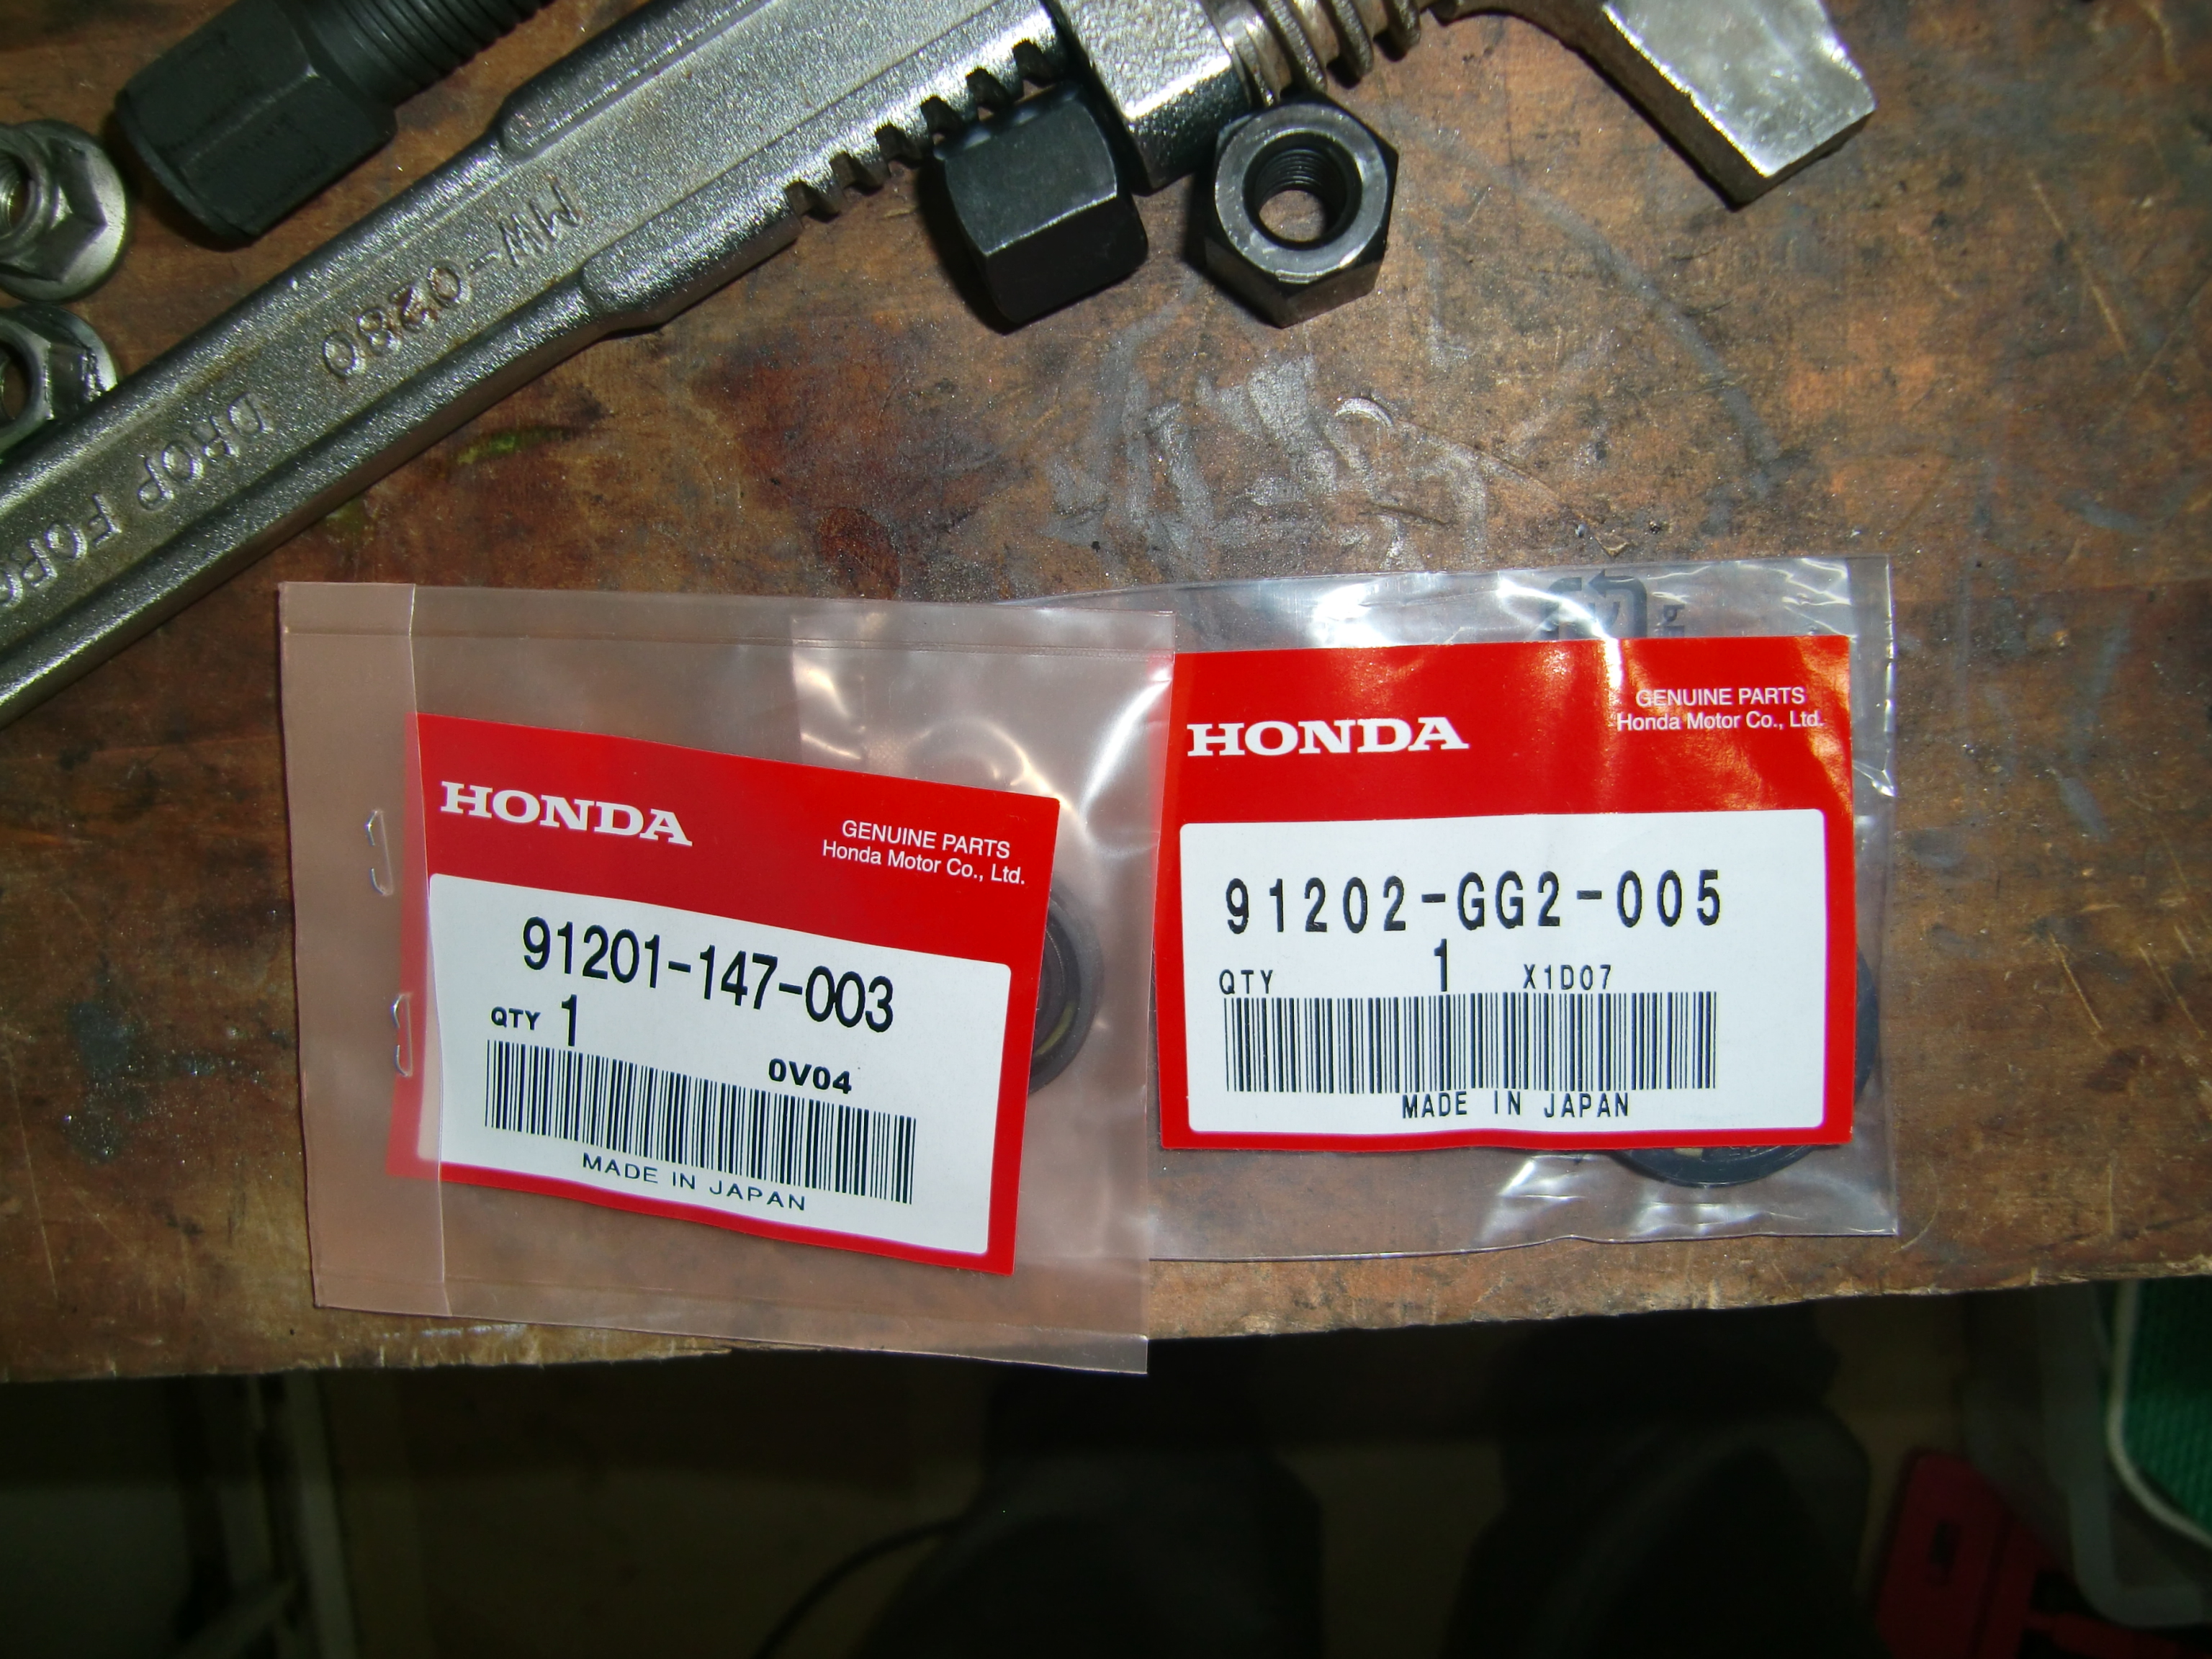 MW-0280
DROP FORG
HONDA
GENUINE PARTS
Honda Motor Co., Ltd.
91201-147-003
QTY 1
0V04
MADE IN JAPAN
HONDA
GENUINE PARTS
Honda Motor Co., Ltd.
91202-GG2-005
QTY 1 X1D07
MADE IN JAPAN